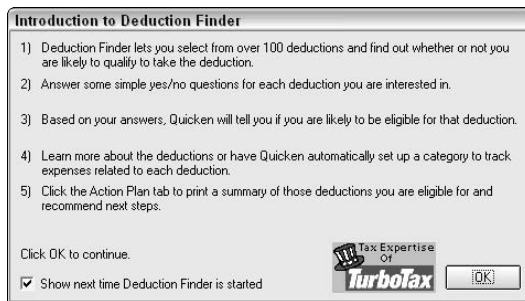 Introduction to Deduction Finder
1) Deduction Finder lets you select from over 100 deductions and find out whether or not you
are likely to qualify to take the deduction.
2) Answer some simple yes/no questions for each deduction you are interested in.
3) Based on your answers, Quicken will tell you if you are likely to be eligible for that deduction.
4) Learn more about the deductions or have Quicken automatically set up a category to track
expenses related to each deduction.
5) Click the Action Plan tab to print a summary of those deductions you are eligible for and
recommend next steps.
Click OK to continue.
Tax Expertise
Of
TurboTax
OK
Show next time Deduction Finder is started